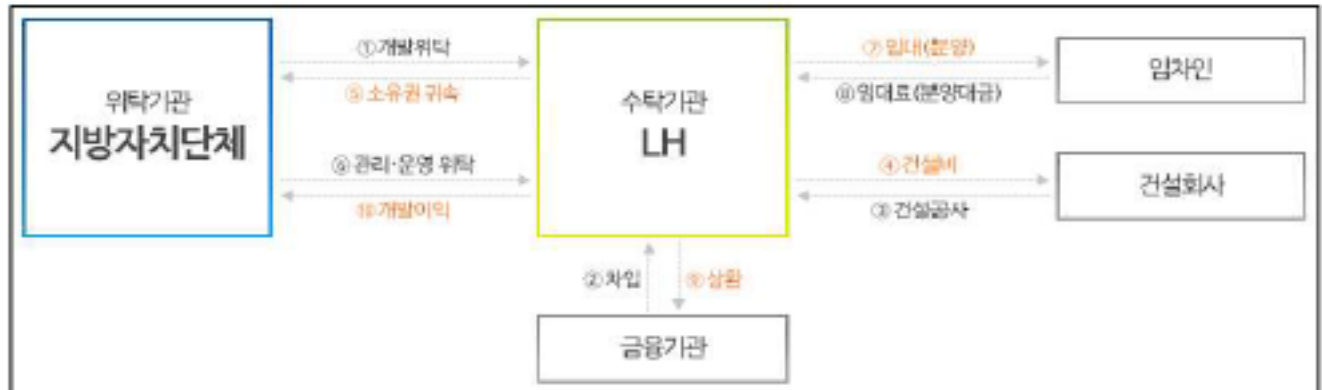 위탁기관
지방자치단체
①개발위탁
⑤소유권 귀속
⑥관리·운영 위탁
⑩개발이익
수탁기관
LH
⑦임대(분양)
⑧임대료(분양대금)
임차인
④건설비
③건설공사
건설회사
②차입
⑨상환
금융기관